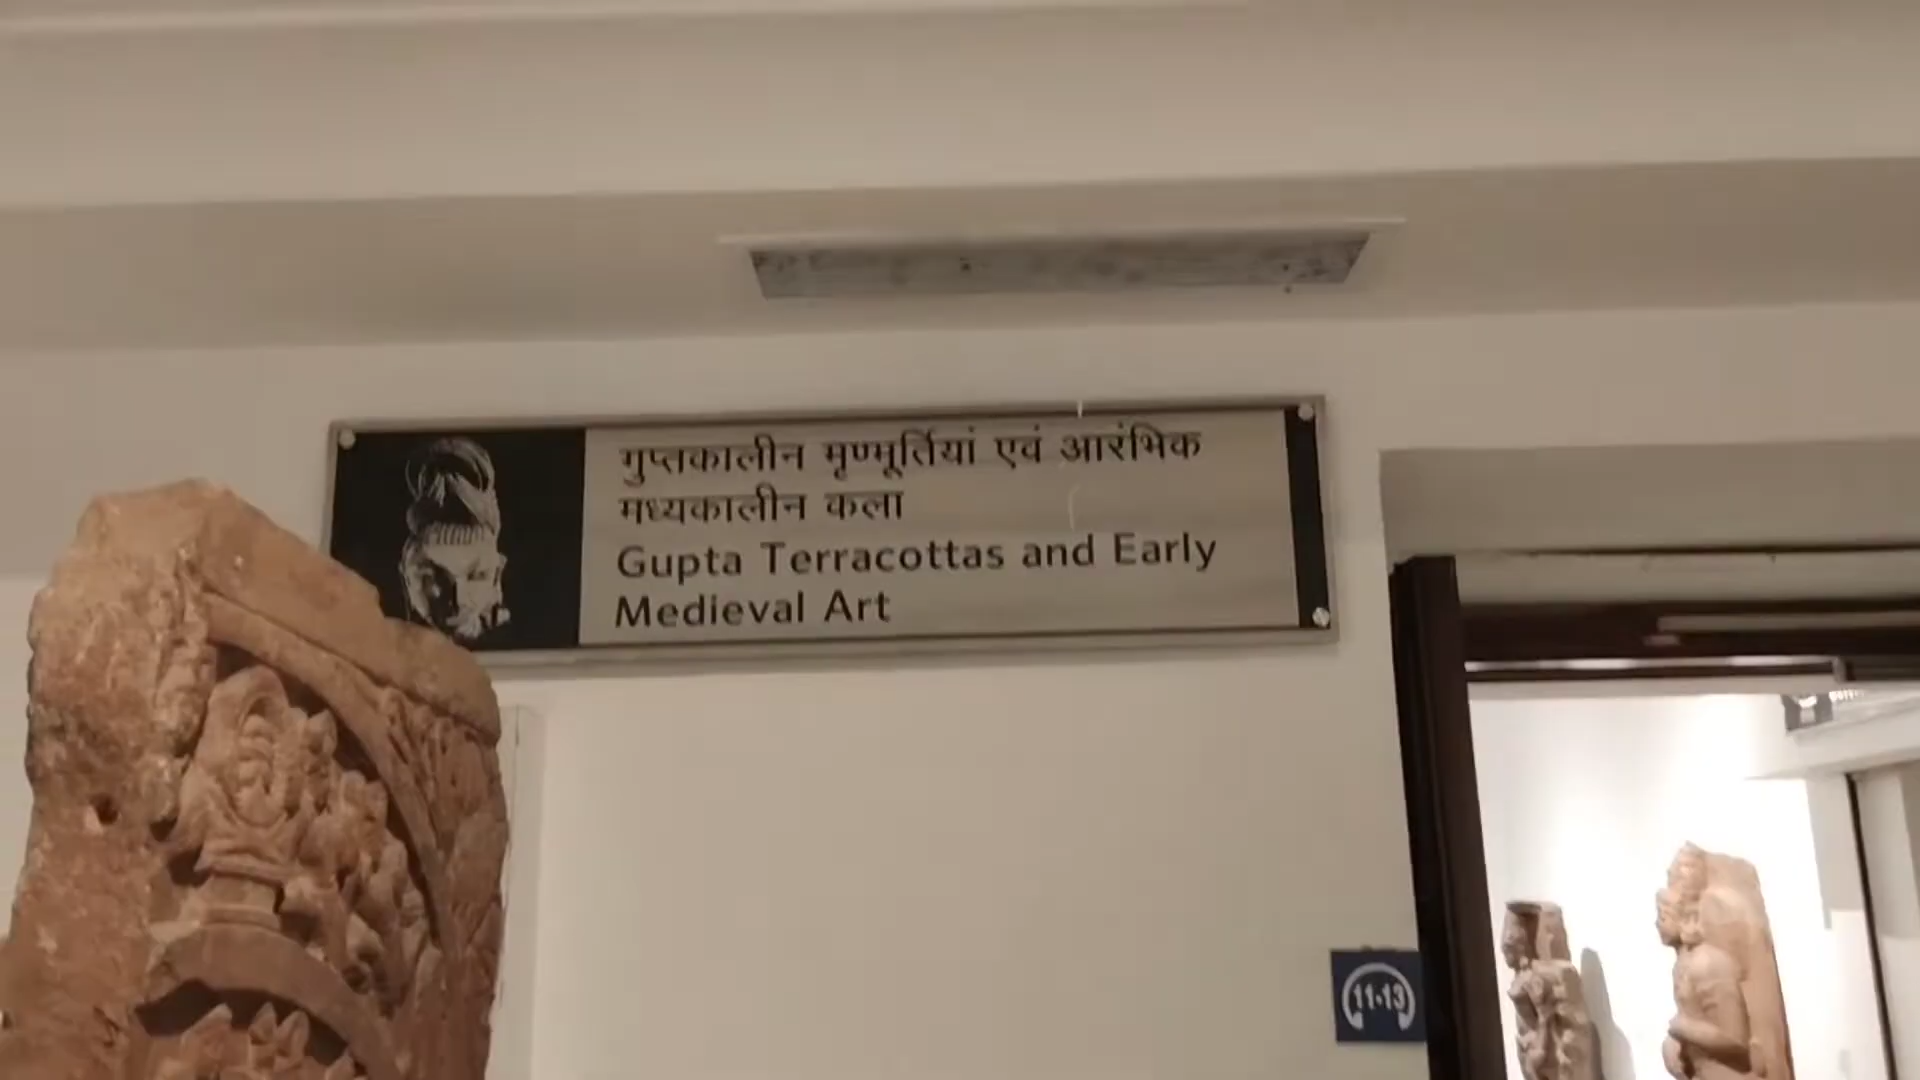 गुप्तकालीन मृण्मूर्तियां एवं आरंभिक
मध्यकालीन कला
Gupta Terracottas and Early
Medieval Art
11-13